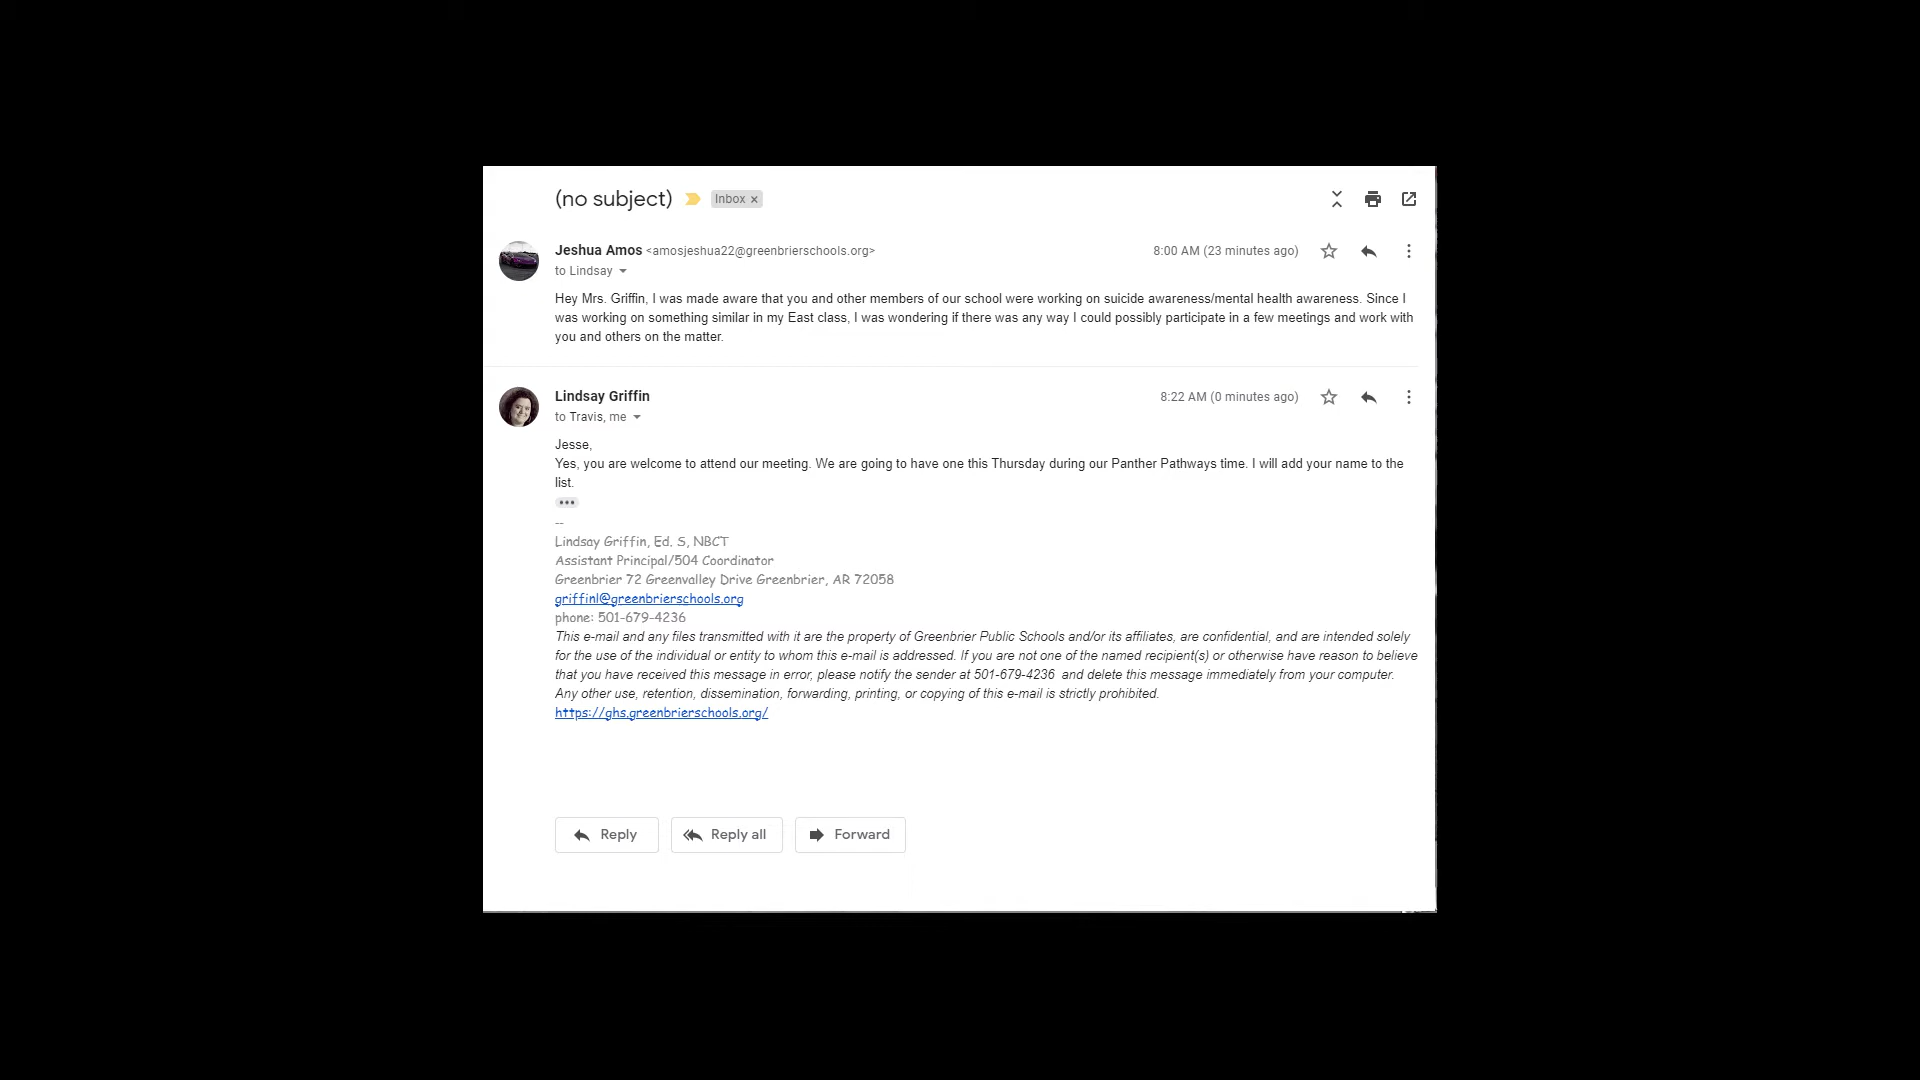 (no subject) Inbox x
Jeshua Amos <amosjeshua22@greenbrierschools.org> 8:00 AM (23 minutes ago)
to Lindsay
Hey Mrs. Griffin, I was made aware that you and other members of our school were working on suicide awareness/mental health awareness. Since I
was working on something similar in my East class, I was wondering if there was any way I could possibly participate in a few meetings and work with
you and others on the matter.
Lindsay Griffin 8:22 AM (0 minutes ago)
to Travis, me
Jesse,
Yes, you are welcome to attend our meeting. We are going to have one this Thursday during our Panther Pathways time. I will add your name to the
list.
--
Lindsay Griffin, Ed. S, NBCT
Assistant Principal/504 Coordinator
Greenbrier 72 Greenvalley Drive Greenbrier, AR 72058
griffinl@greenbrierschools.org
phone: 501-679-4236
This e-mail and any files transmitted with it are the property of Greenbrier Public Schools and/or its affiliates, are confidential, and are intended solely
for the use of the individual or entity to whom this e-mail is addressed. If you are not one of the named recipient(s) or otherwise have reason to believe
that you have received this message in error, please notify the sender at 501-679-4236  and delete this message immediately from your computer.
Any other use, retention, dissemination, forwarding, printing, or copying of this e-mail is strictly prohibited.
https://ghs.greenbrierschools.org/
Reply Reply all Forward